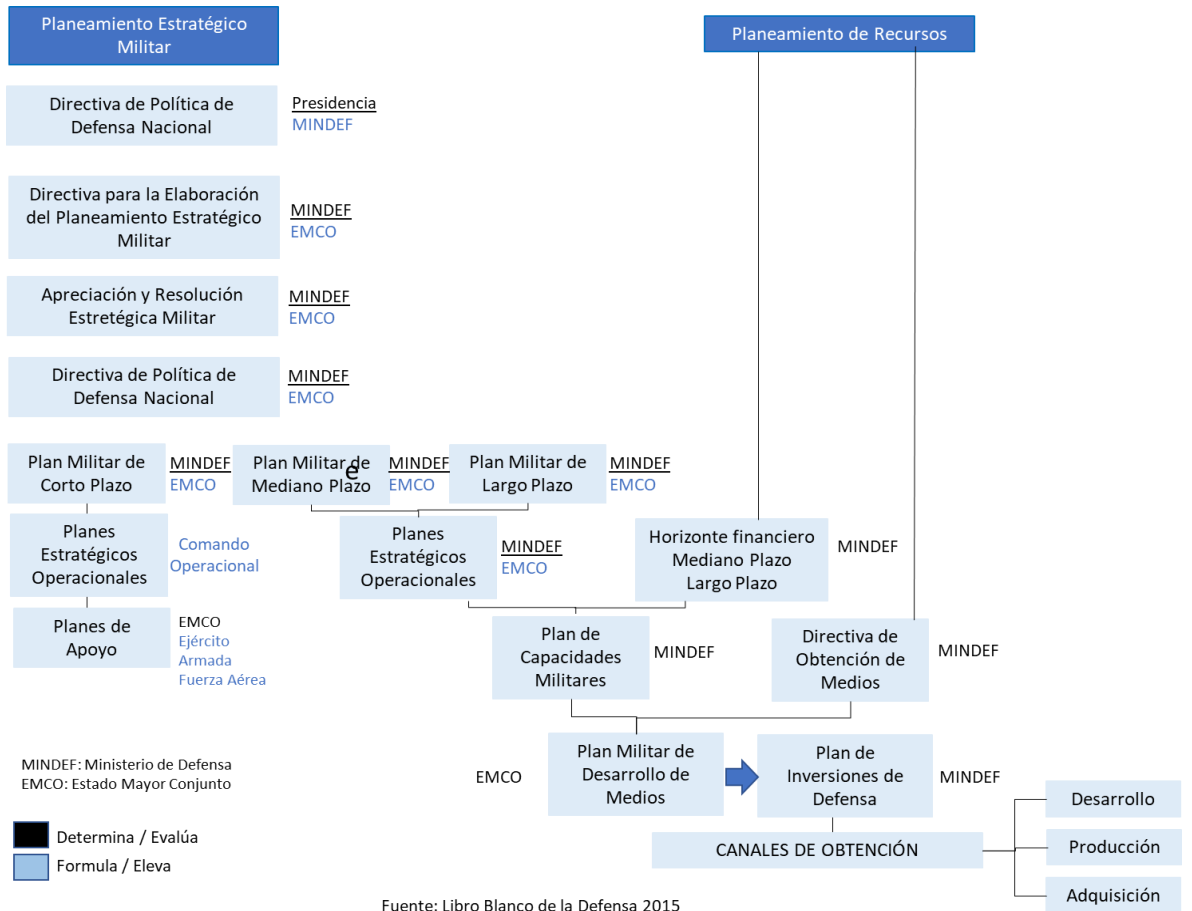 Planeamiento Estratégico
Militar
Planeamiento de Recursos
Directiva de Política de
Defensa Nacional
Presidencia
MINDEF
Directiva para la Elaboración
del Planeamiento Estratégico
Militar
MINDEF
EMCO
Apreciación y Resolución
Estretégica Militar
MINDEF
EMCO
Directiva de Política de
Defensa Nacional
MINDEF
EMCO
Plan Militar de
Corto Plazo
MINDEF
EMCO
Plan Militar de
Mediano Plazo
e
MINDEF
EMCO
Plan Militar de
Largo Plazo
MINDEF
EMCO
Planes
Estratégicos
Operacionales
Comando
Operacional
Planes
Estratégicos
Operacionales
MINDEF
EMCO
Horizonte financiero
Mediano Plazo
Largo Plazo
MINDEF
Planes de
Apoyo
EMCO
Ejército
Armada
Fuerza Aérea
Plan de
Capacidades
Militares
MINDEF
Directiva de
Obtención de
Medios
MINDEF
EMCO
Plan Militar de
Desarrollo de
Medios
Plan de
Inversiones de
Defensa
MINDEF
MINDEF: Ministerio de Defensa
EMCO: Estado Mayor Conjunto
Determina / Evalúa
Formula / Eleva
CANALES DE OBTENCIÓN
Desarrollo
Producción
Adquisición
Fuente: Libro Blanco de la Defensa 2015